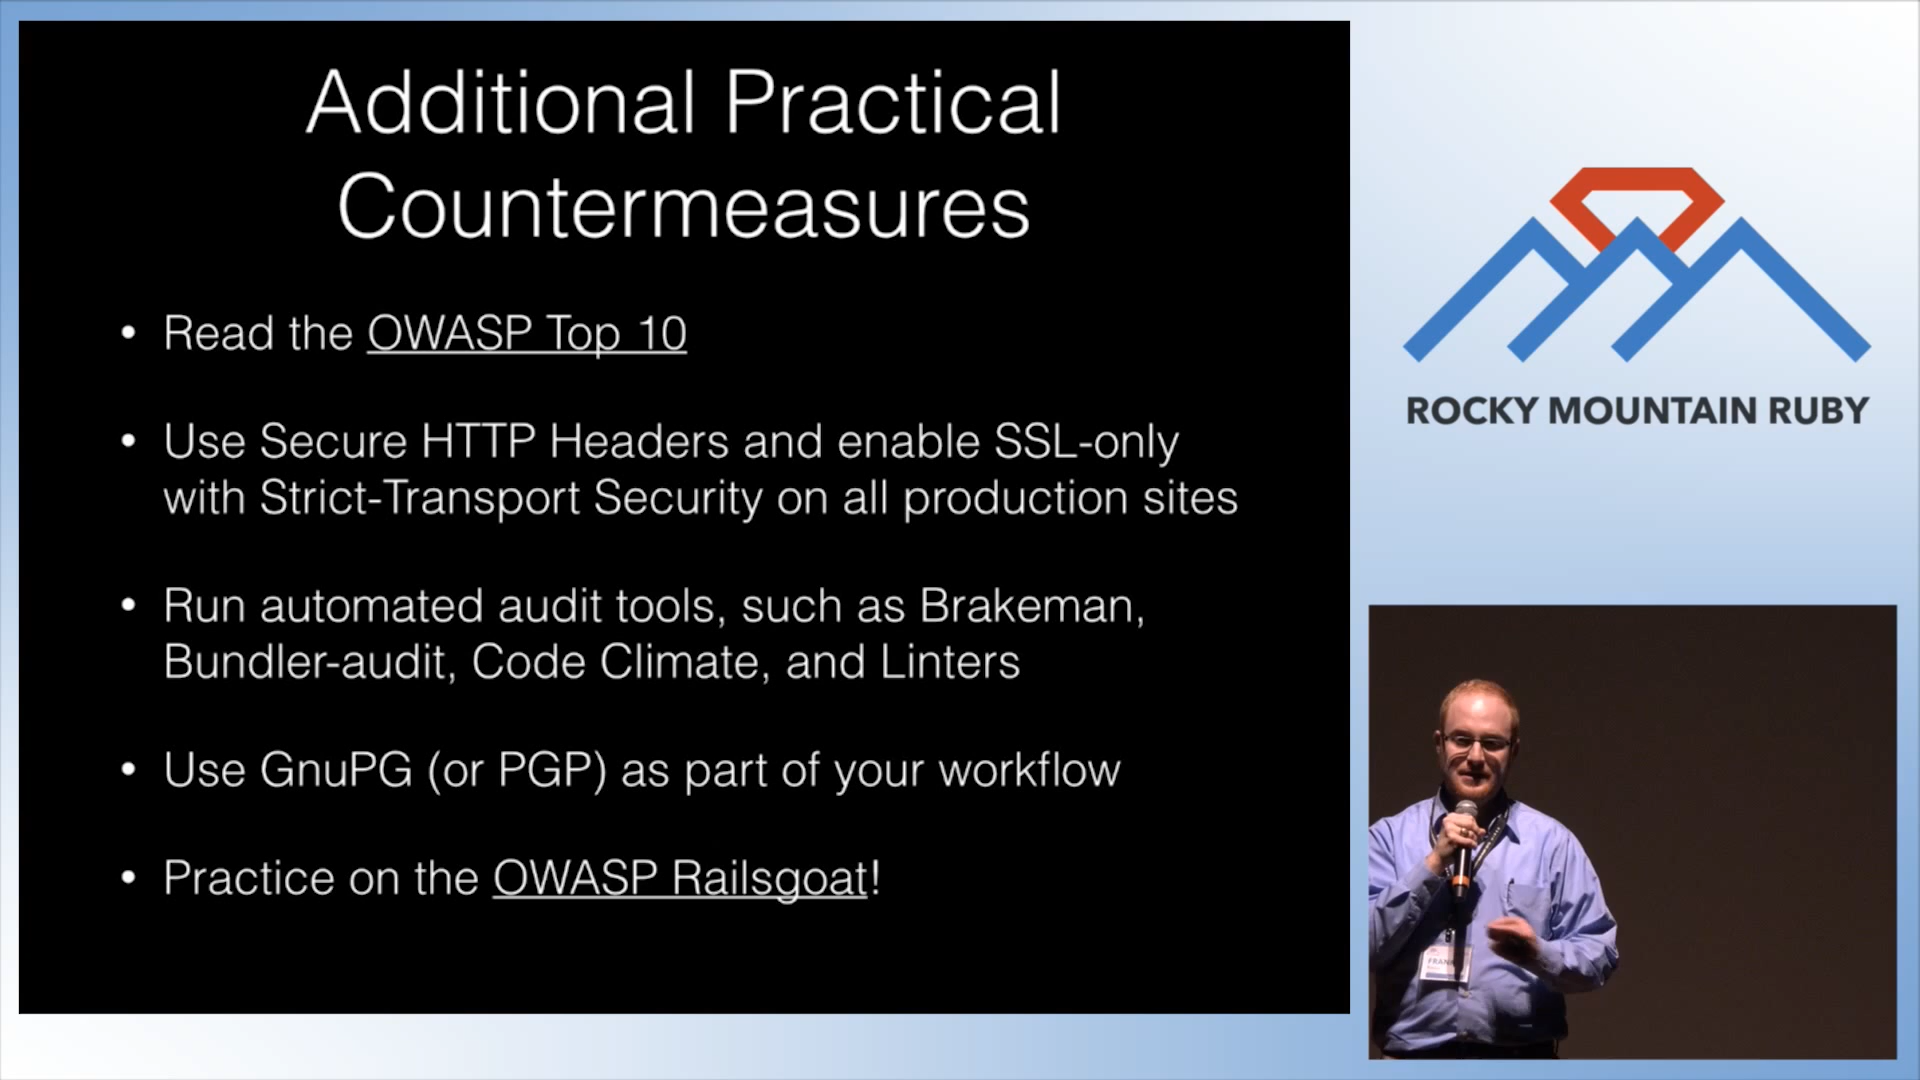 Additional Practical
Countermeasures
• Read the OWASP Top 10
• Use Secure HTTP Headers and enable SSL-only
with Strict-Transport Security on all production sites
• Run automated audit tools, such as Brakeman,
Bundler-audit, Code Climate, and Linters
• Use GnuPG (or PGP) as part of your workflow
• Practice on the OWASP Railsgoat!
ROCKY MOUNTAIN RUBY